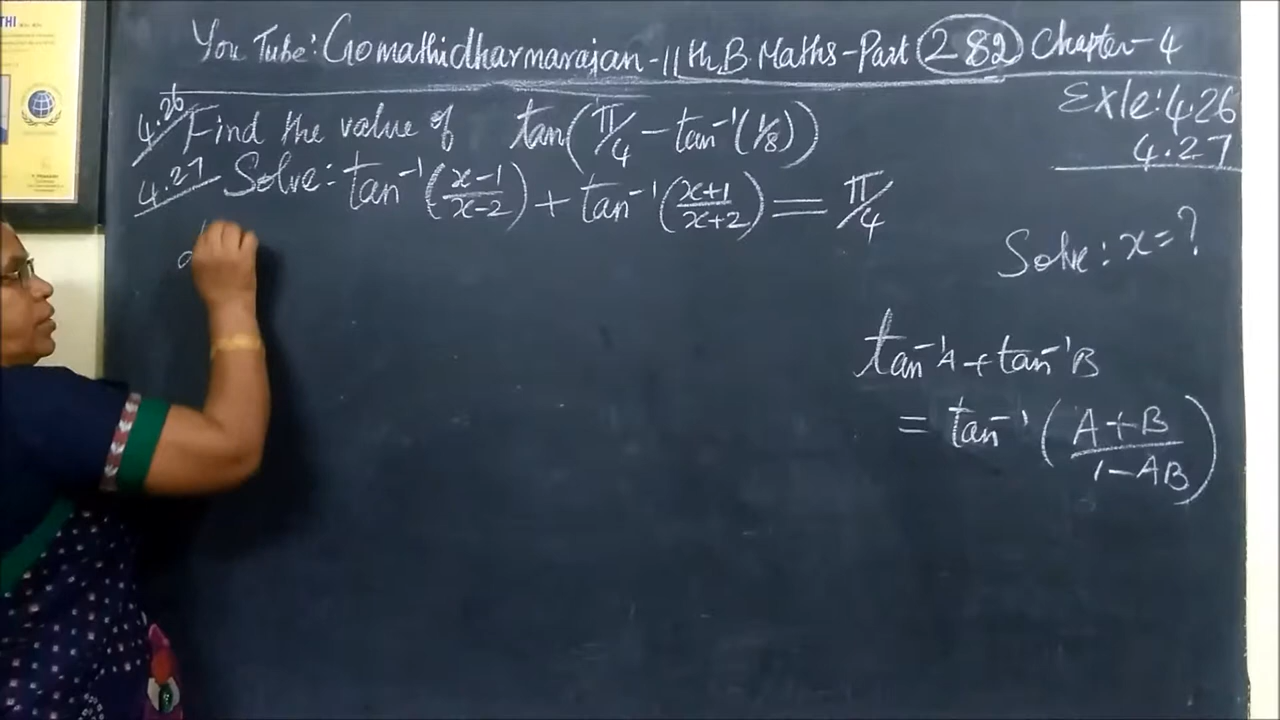 You Tube: Gomathidharmarajan - 11th, B. Maths - Part 282 Chapter - 4
Exle: 4.26
4.27
4.26 Find the value of tan(π/4 - tan⁻¹(1/8))
4.27 Solve: tan⁻¹((x-1)/(x-2)) + tan⁻¹((x+1)/(x+2)) = π/4
Solve: x = ?
tan⁻¹A + tan⁻¹B
= tan⁻¹((A+B)/(1-AB))